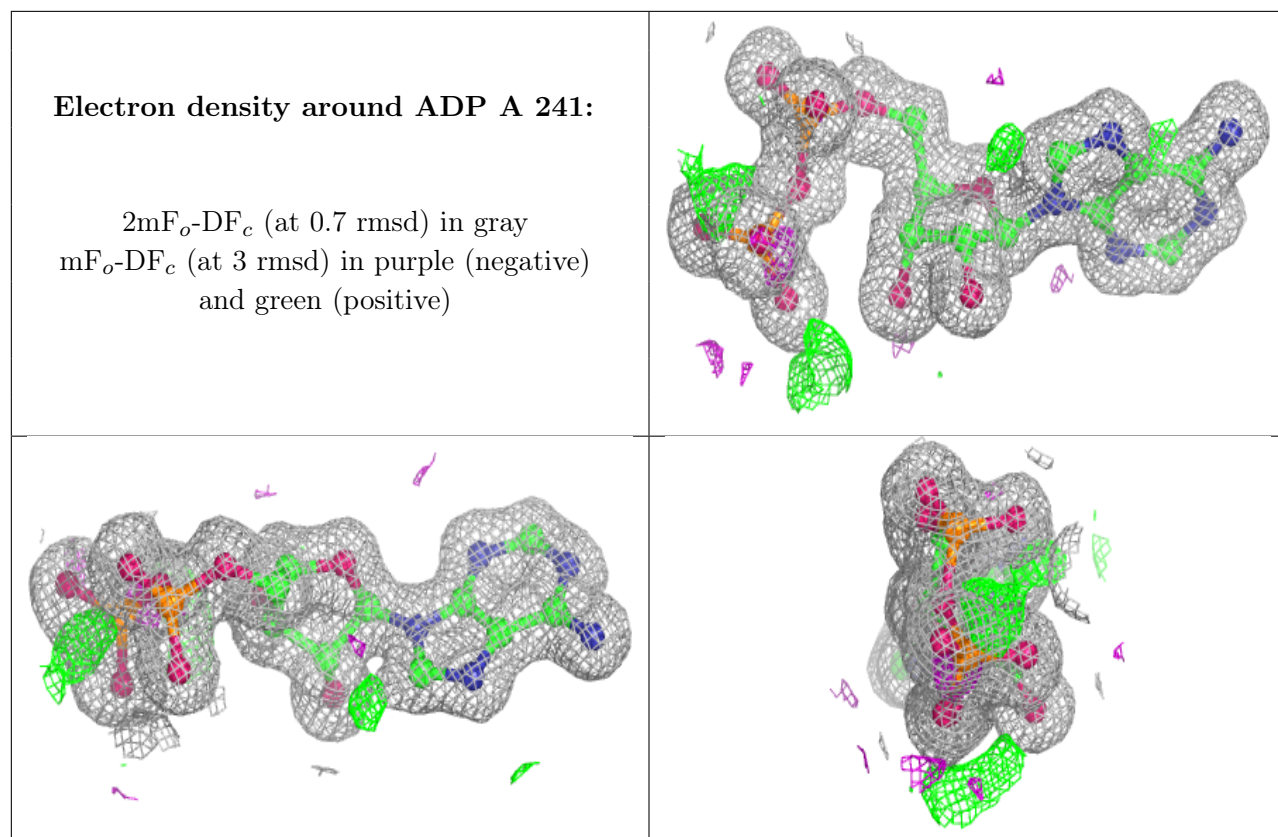 Electron density around ADP A 241:
2mFo-DFc (at 0.7 rmsd) in gray
mFo-DFc (at 3 rmsd) in purple (negative)
and green (positive)